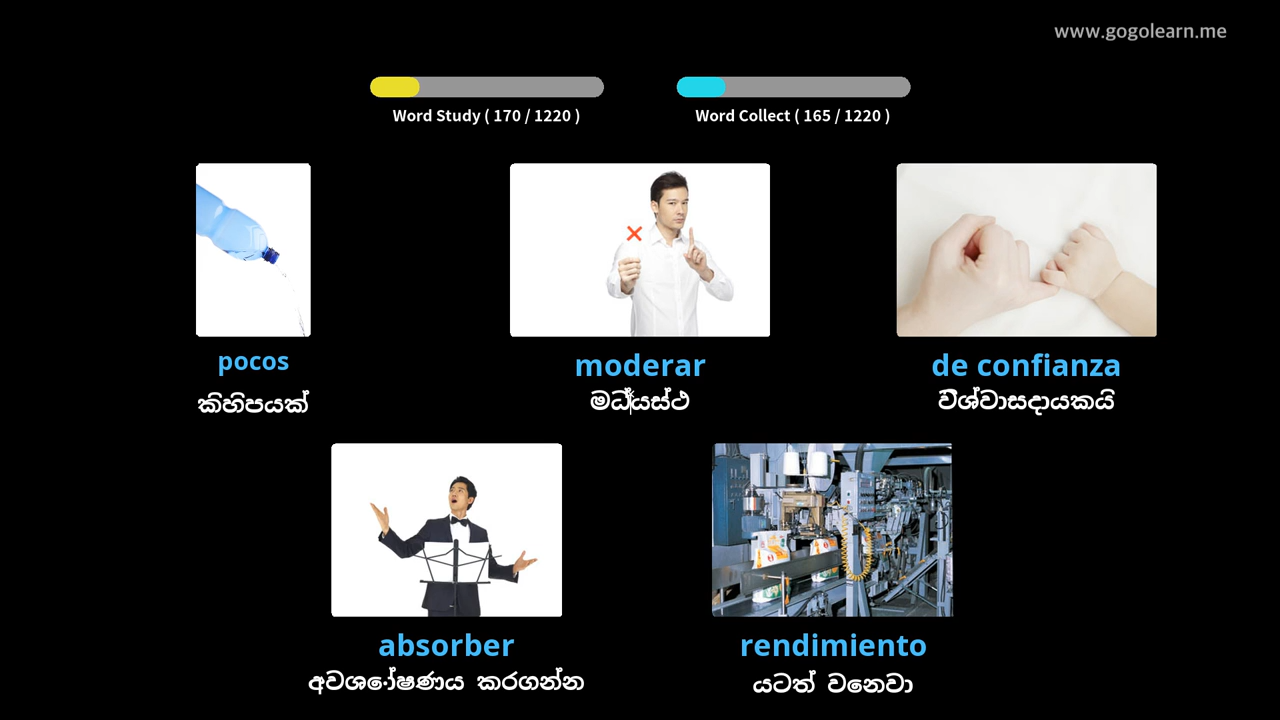 www.gogolearn.me
Word Study ( 170 / 1220 )
Word Collect ( 165 / 1220 )
pocos
කිහිපයක්
moderar
මධ්‍යස්ථ
de confianza
විශ්වාසදායකයි
absorber
අවශෝෂණය කරගන්න
rendimiento
යටත් වනෙවා